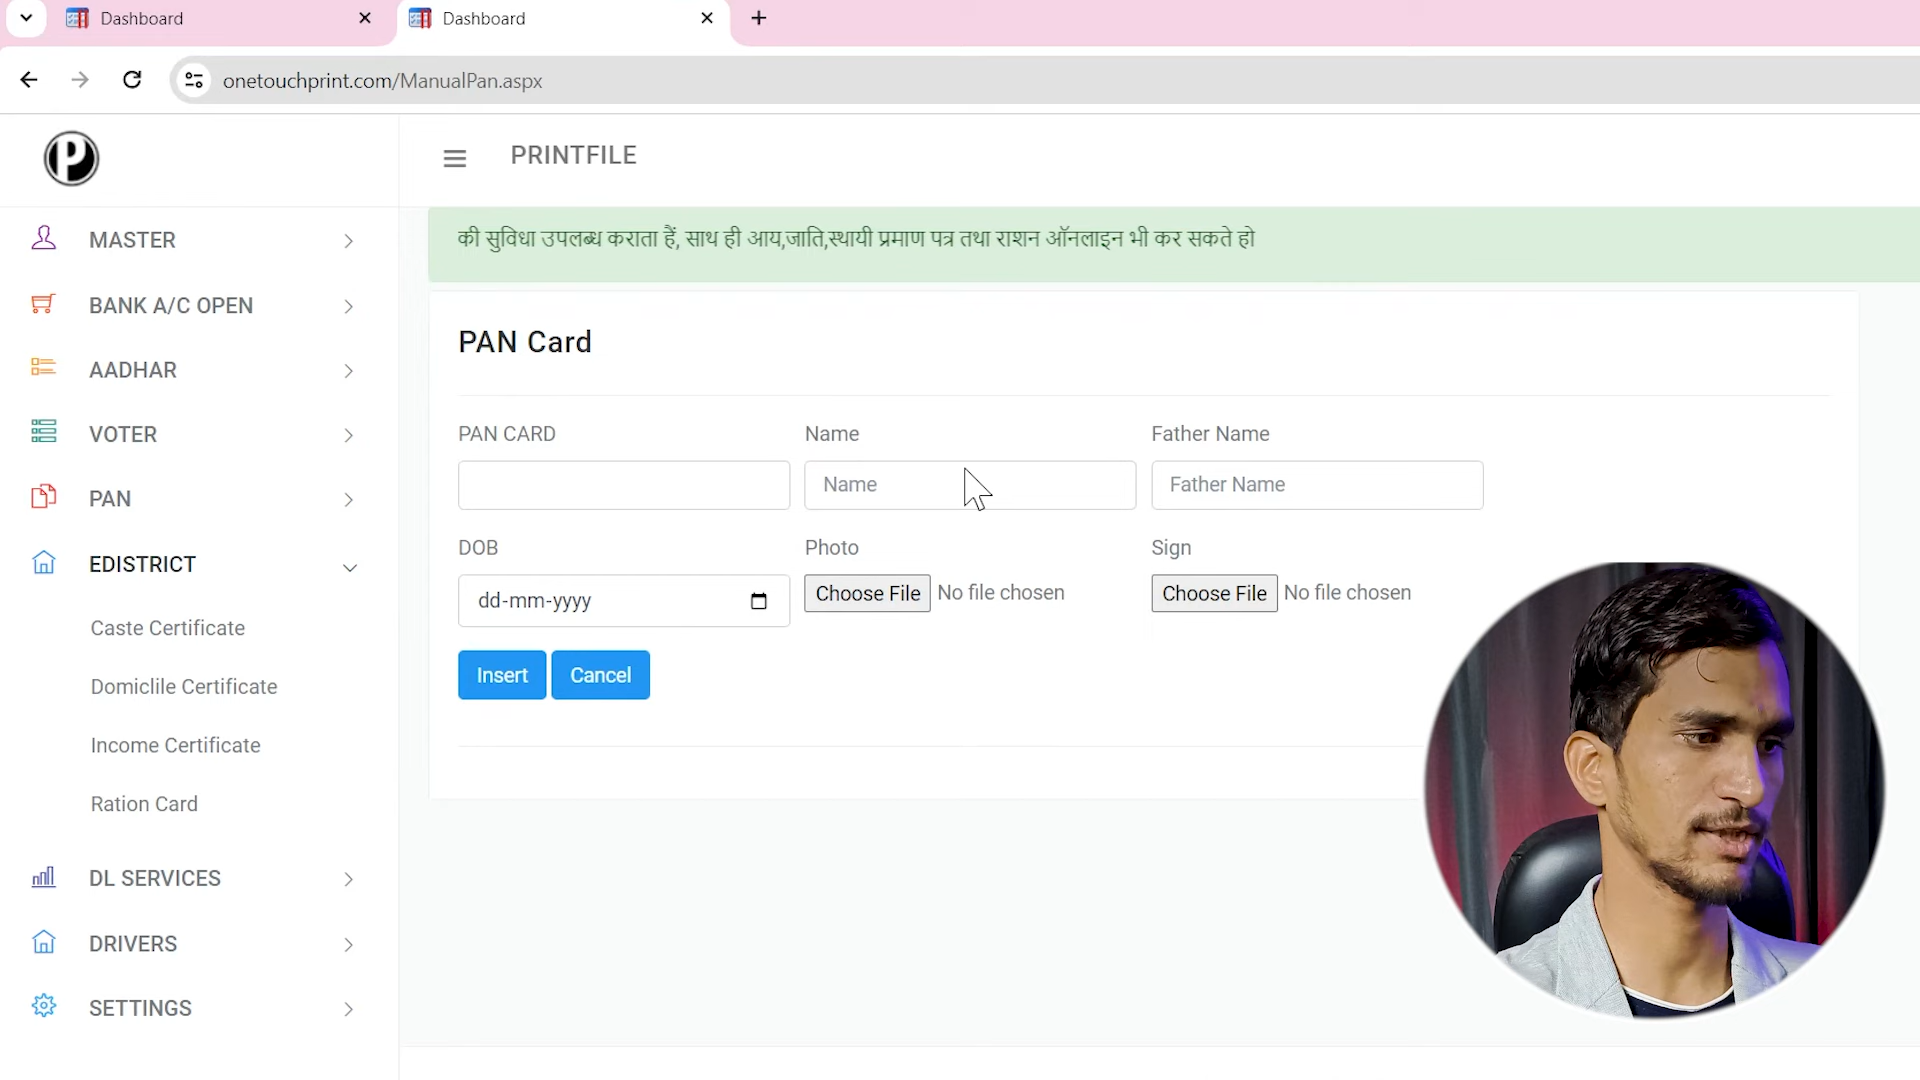 Dashboard
Dashboard
onetouchprint.com/ManualPan.aspx
P
PRINTFILE
MASTER
BANK A/C OPEN
AADHAR
VOTER
PAN
EDISTRICT
Caste Certificate
Domiclile Certificate
Income Certificate
Ration Card
DL SERVICES
DRIVERS
SETTINGS
की सुविधा उपलब्ध कराता हैं, साथ ही आय,जाति,स्थायी प्रमाण पत्र तथा राशन ऑनलाइन भी कर सकते हो
PAN Card
PAN CARD Name Father Name
Name Father Name
DOB Photo Sign
dd-mm-yyyy Choose File No file chosen Choose File No file chosen
Insert Cancel